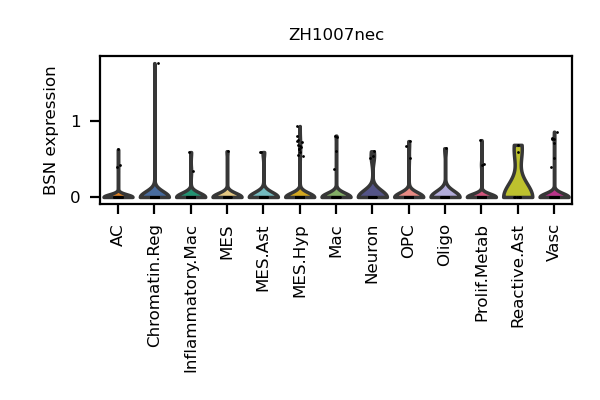 ZH1007nec
BSN expression
1
0
AC
Chromatin.Reg
Inflammatory.Mac
MES
MES.Ast
MES.Hyp
Mac
Neuron
OPC
Oligo
Prolif.Metab
Reactive.Ast
Vasc